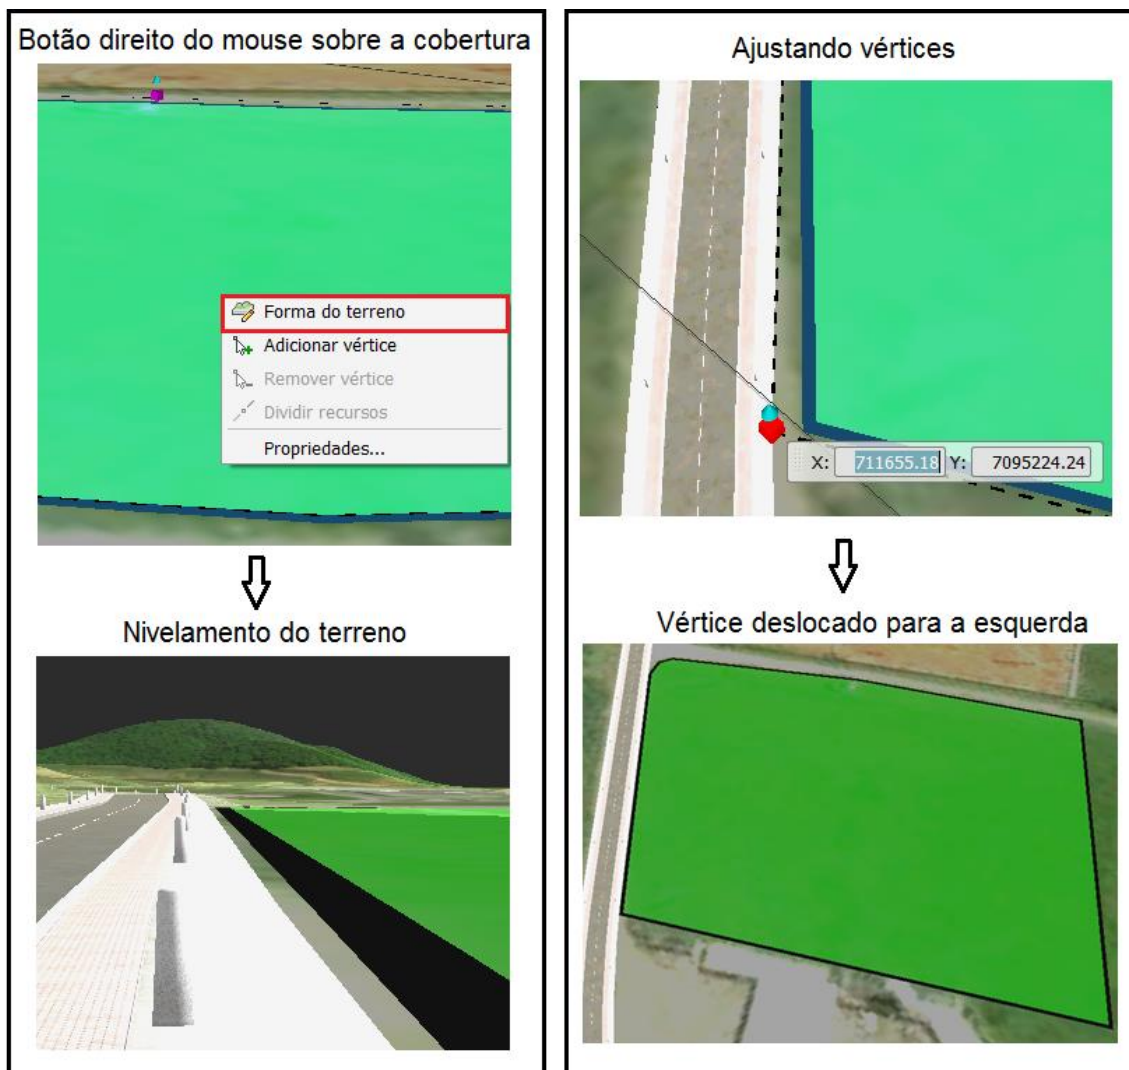 Botão direito do mouse sobre a cobertura
Forma do terreno
Adicionar vértice
Remover vértice
Dividir recursos
Propriedades...
Nivelamento do terreno
Ajustando vértices
X: 711655.18 Y: 7095224.24
Vértice deslocado para a esquerda